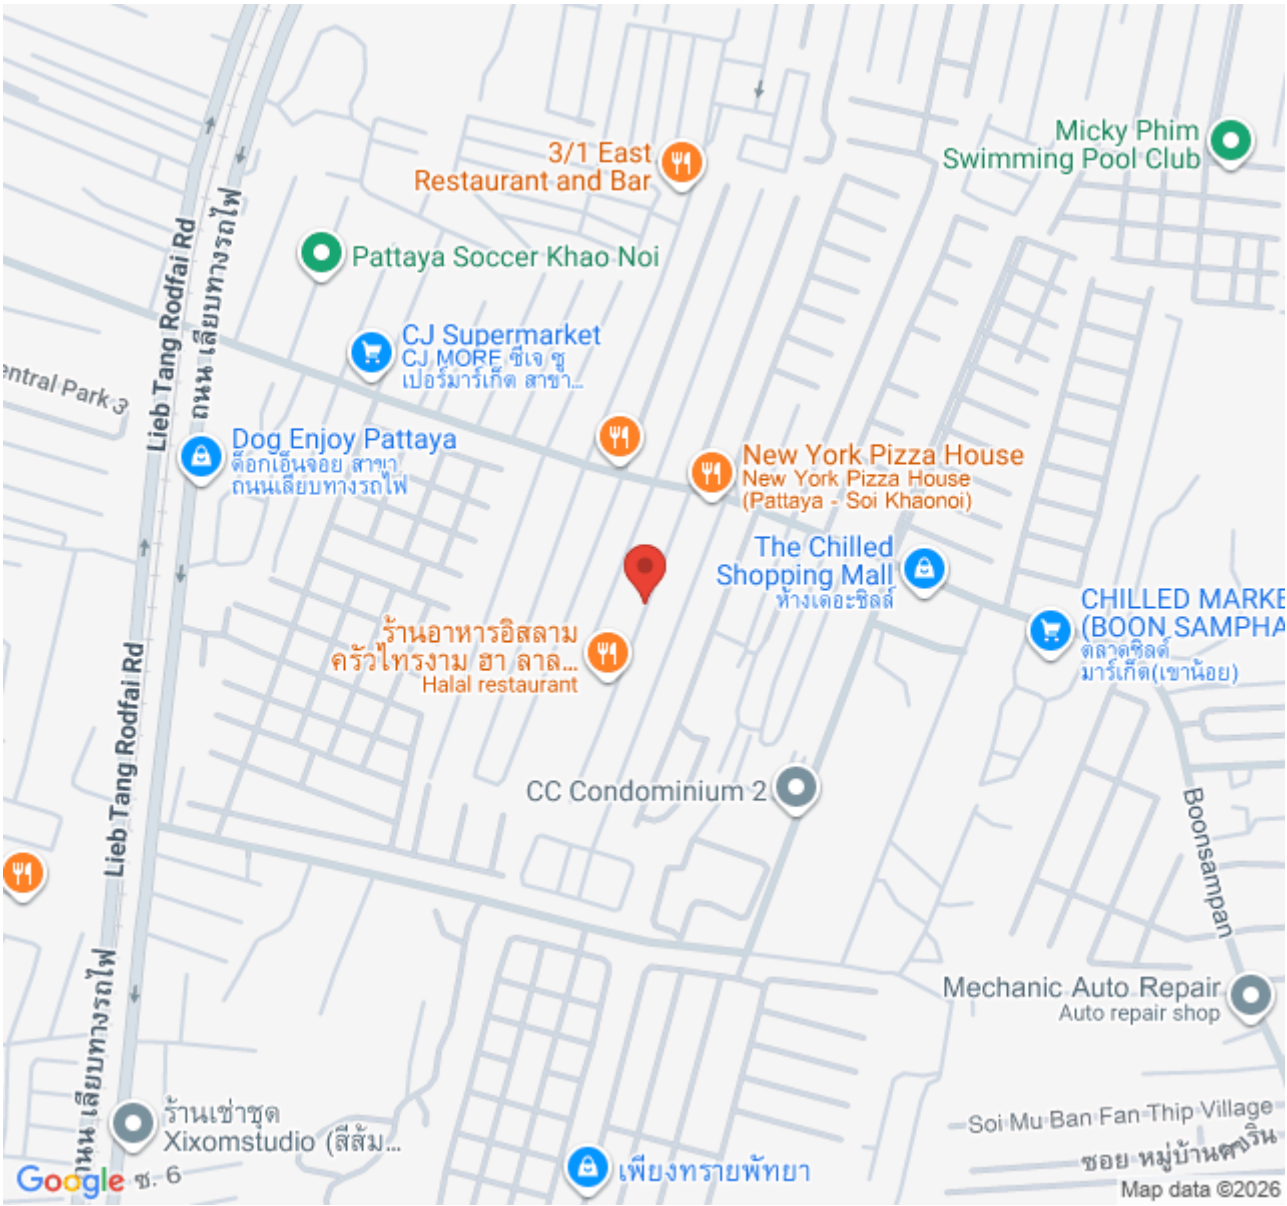 Micky Phim
Swimming Pool Club
3/1 East
Restaurant and Bar
Pattaya Soccer Khao Noi
Lieb Tang Rodfai Rd
ถนน เลียบทางรถไฟ
CJ Supermarket
CJ MORE ซีเจ ซู
เปอร์มาร์เก็ต สาขา...
entral Park 3
Dog Enjoy Pattaya
ด็อกเอ็นจอย สาขา
ถนนเลียบทางรถไฟ
New York Pizza House
New York Pizza House
(Pattaya - Soi Khaonoi)
The Chilled
Shopping Mall
ห้างเดอะชิลล์
CHILLED MARKE
(BOON SAMPHA
ตลาดชิลด์
มาร์เก็ต(เขาน้อย)
ร้านอาหารอิสลาม
ครัวไทรงาม ฮา ลาล...
Halal restaurant
Lieb Tang Rodfai Rd
CC Condominium 2
Boonsampan
Mechanic Auto Repair
Auto repair shop
ถนน เลียบทางรถไฟ
ร้านเช่าชุด
Xixomstudio (สีส้ม...
Soi Mu Ban Fan Thip Village
ซอย หมู่บ้าน
เพียงทรายพัทยา
Google
ซ. 6
Map data ©2026